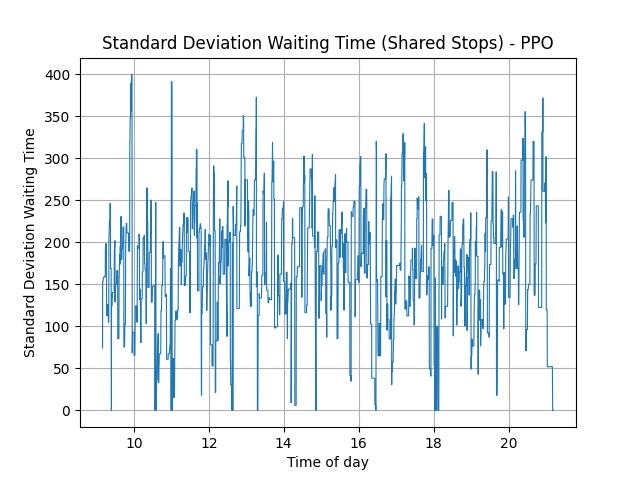 Standard Deviation Waiting Time (Shared Stops) - PPO
Standard Deviation Waiting Time
400
350
300
250
200
150
100
50
0
10 12 14 16 18 20
Time of day